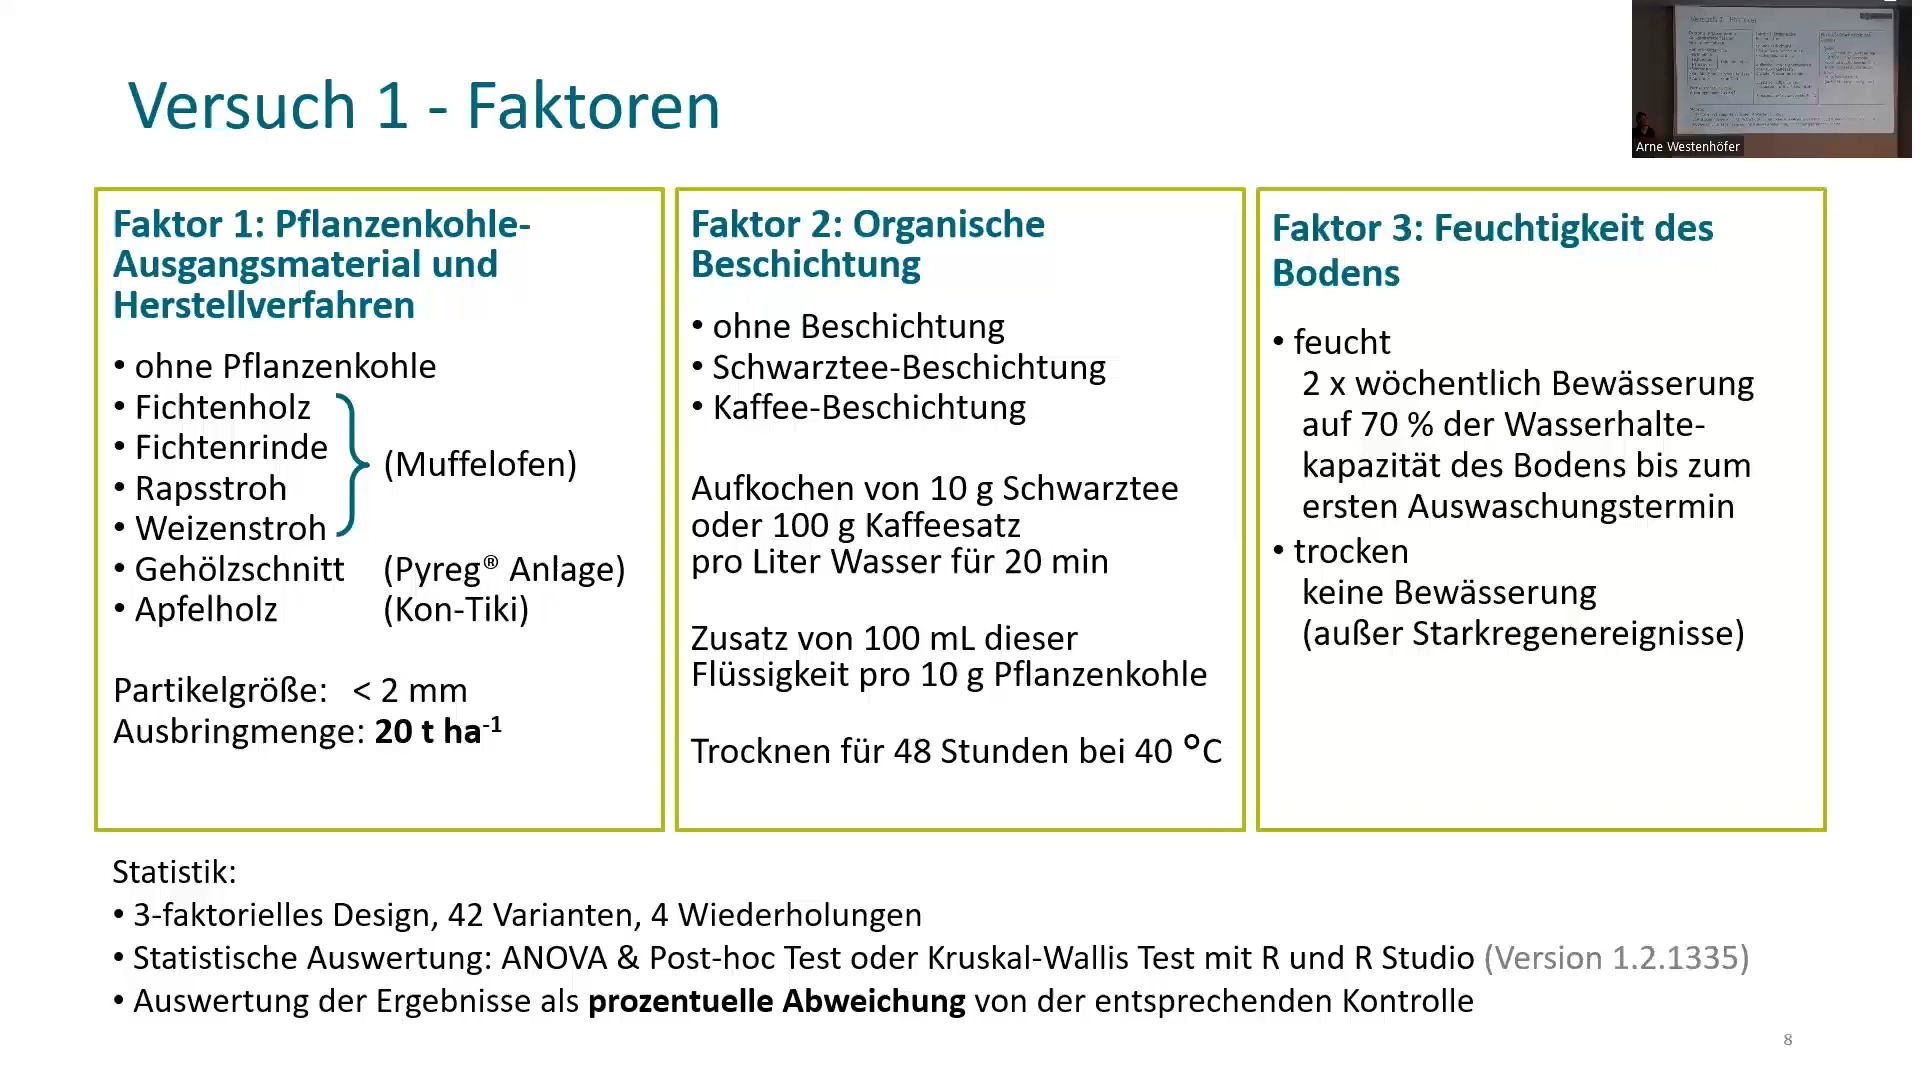 Versuch 1 - Faktoren
Arne Westenhöfer
Faktor 1: Pflanzenkohle-
Ausgangsmaterial und
Herstellverfahren
• ohne Pflanzenkohle
• Fichtenholz
• Fichtenrinde
(Muffelofen)
• Rapsstroh
• Weizenstroh
• Gehölzschnitt (Pyreg® Anlage)
• Apfelholz (Kon-Tiki)
Partikelgröße: < 2 mm
Ausbringmenge: 20 t ha⁻¹
Faktor 2: Organische
Beschichtung
• ohne Beschichtung
• Schwarztee-Beschichtung
• Kaffee-Beschichtung
Aufkochen von 10 g Schwarztee
oder 100 g Kaffeesatz
pro Liter Wasser für 20 min
Zusatz von 100 mL dieser
Flüssigkeit pro 10 g Pflanzenkohle
Trocknen für 48 Stunden bei 40 °C
Faktor 3: Feuchtigkeit des
Bodens
• feucht
2 x wöchentlich Bewässerung
auf 70 % der Wasserhalte-
kapazität des Bodens bis zum
ersten Auswaschungstermin
• trocken
keine Bewässerung
(außer Starkregenereignisse)
Statistik:
• 3-faktorielles Design, 42 Varianten, 4 Wiederholungen
• Statistische Auswertung: ANOVA & Post-hoc Test oder Kruskal-Wallis Test mit R und R Studio (Version 1.2.1335)
• Auswertung der Ergebnisse als prozentuelle Abweichung von der entsprechenden Kontrolle
8